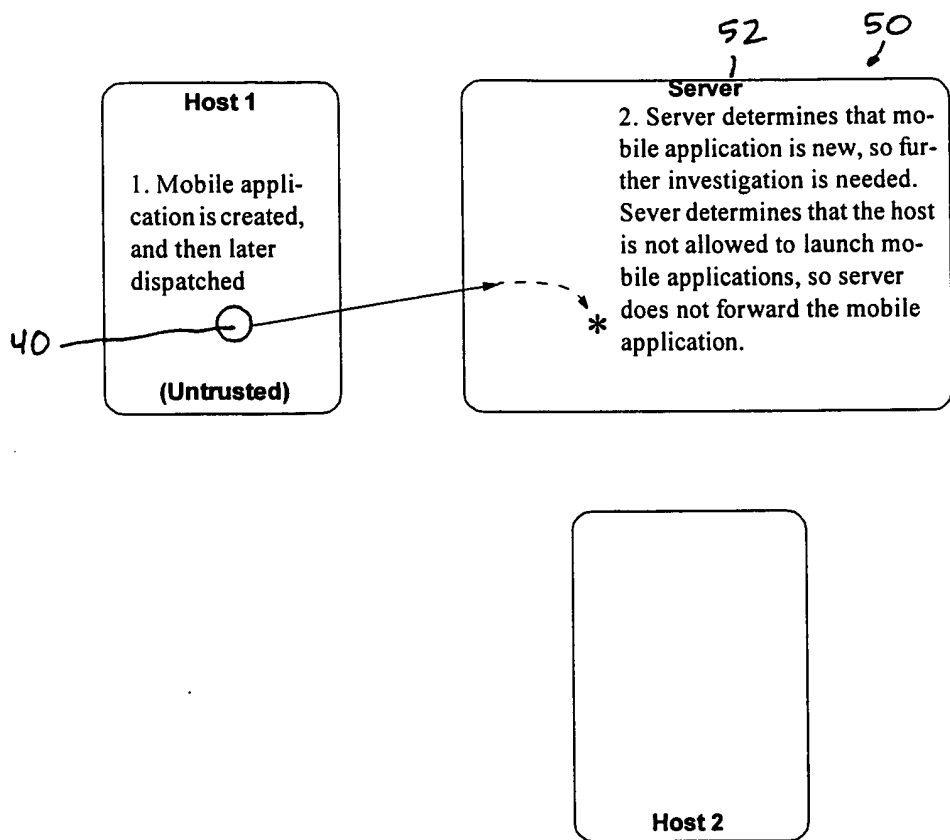 52
50
Host 1
1. Mobile appli-
cation is created,
and then later
dispatched
40
(Untrusted)
Server
2. Server determines that mo-
bile application is new, so fur-
ther investigation is needed.
Sever determines that the host
is not allowed to launch mo-
bile applications, so server
does not forward the mobile
application.
*
Host 2